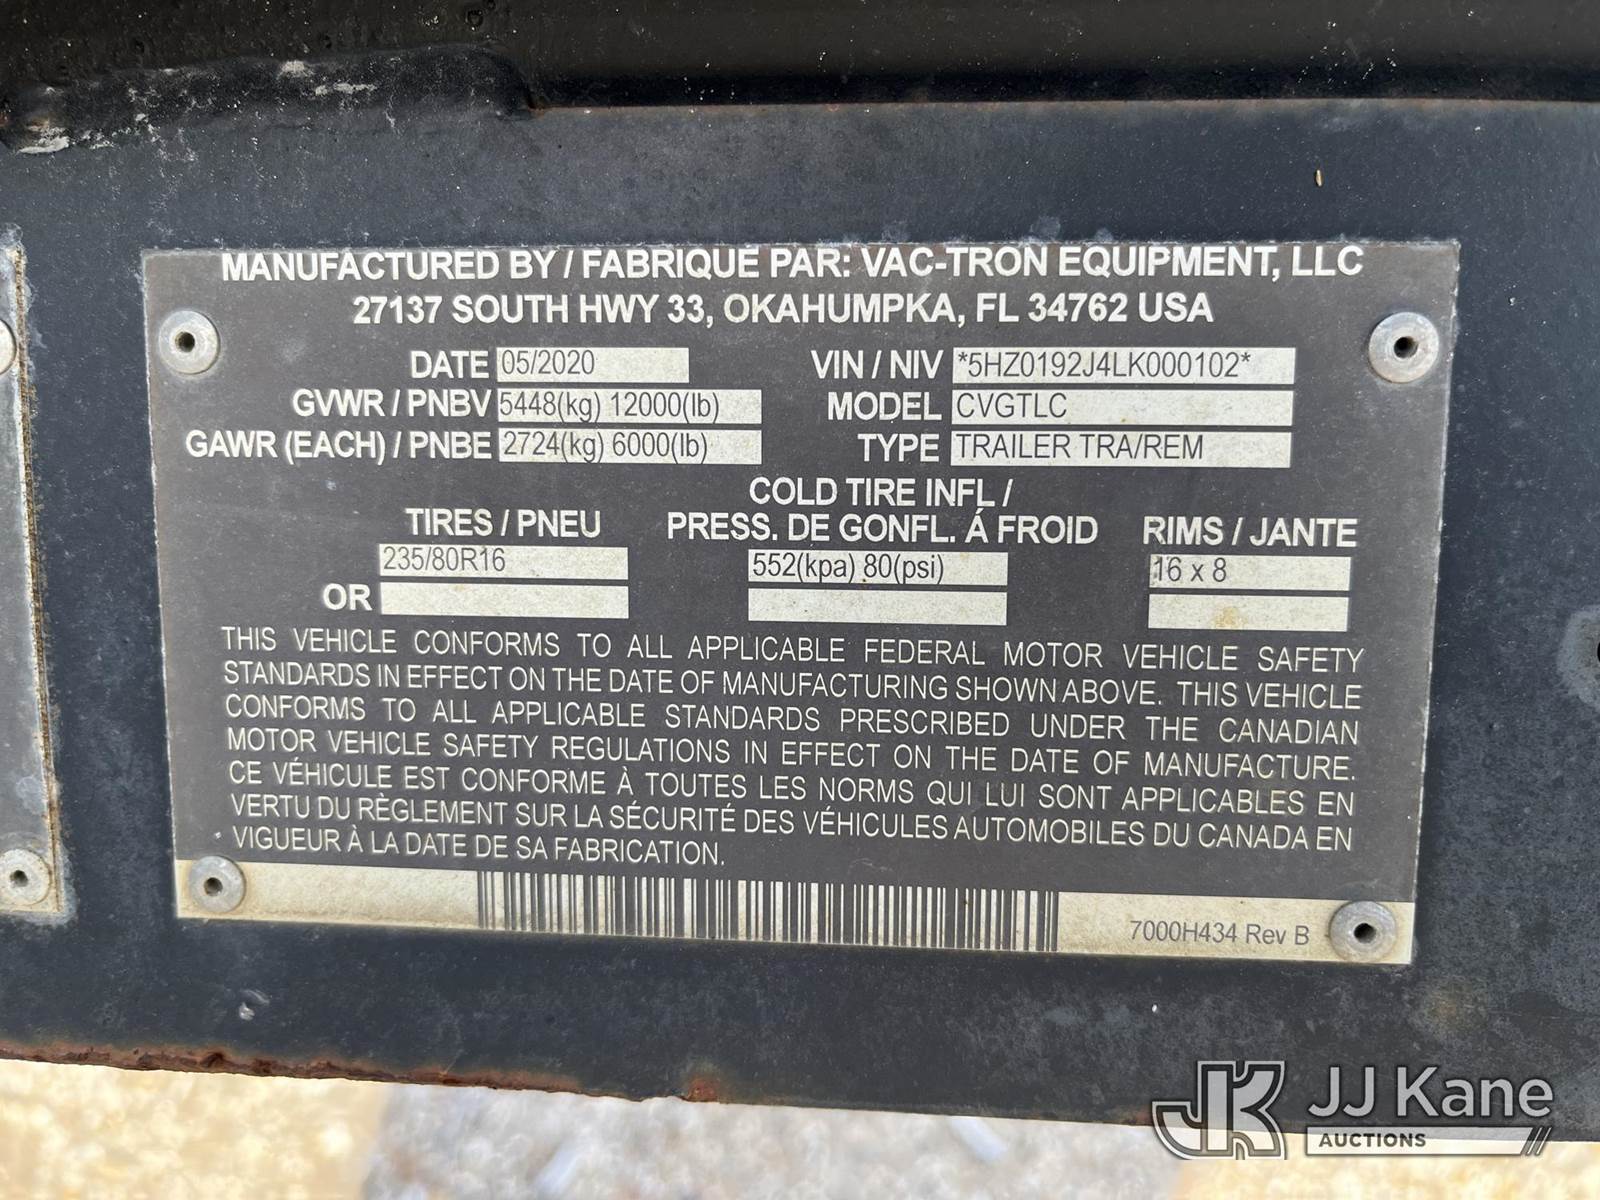 MANUFACTURED BY / FABRIQUÉ PAR: VAC-TRON EQUIPMENT, LLC
27137 SOUTH HWY 33, OKAHUMPKA, FL 34762 USA
DATE 05/2020 VIN / NIV *5HZ0192J4LK000102*
GVWR / PNBV 5448(kg) 12000(lb) MODEL CVGTLC
GAWR (EACH) / PNBE 2724(kg) 6000(lb) TYPE TRAILER TRA/REM
COLD TIRE INFL /
TIRES / PNEU PRESS. DE GONFL. Á FROID RIMS / JANTE
235/80R16 552(kpa) 80(psi) 16 x 8
OR
THIS VEHICLE CONFORMS TO ALL APPLICABLE FEDERAL MOTOR VEHICLE SAFETY
STANDARDS IN EFFECT ON THE DATE OF MANUFACTURING SHOWN ABOVE. THIS VEHICLE
CONFORMS TO ALL APPLICABLE STANDARDS PRESCRIBED UNDER THE CANADIAN
MOTOR VEHICLE SAFETY REGULATIONS IN EFFECT ON THE DATE OF MANUFACTURE.
CE VÉHICULE EST CONFORME À TOUTES LES NORMS QUI LUI SONT APPLICABLES EN
VERTU DU RÈGLEMENT SUR LA SÉCURITÉ DES VÉHICULES AUTOMOBILES DU CANADA EN
VIGUEUR À LA DATE DE SA FABRICATION.
7000H434 Rev B
JK JJ Kane
AUCTIONS